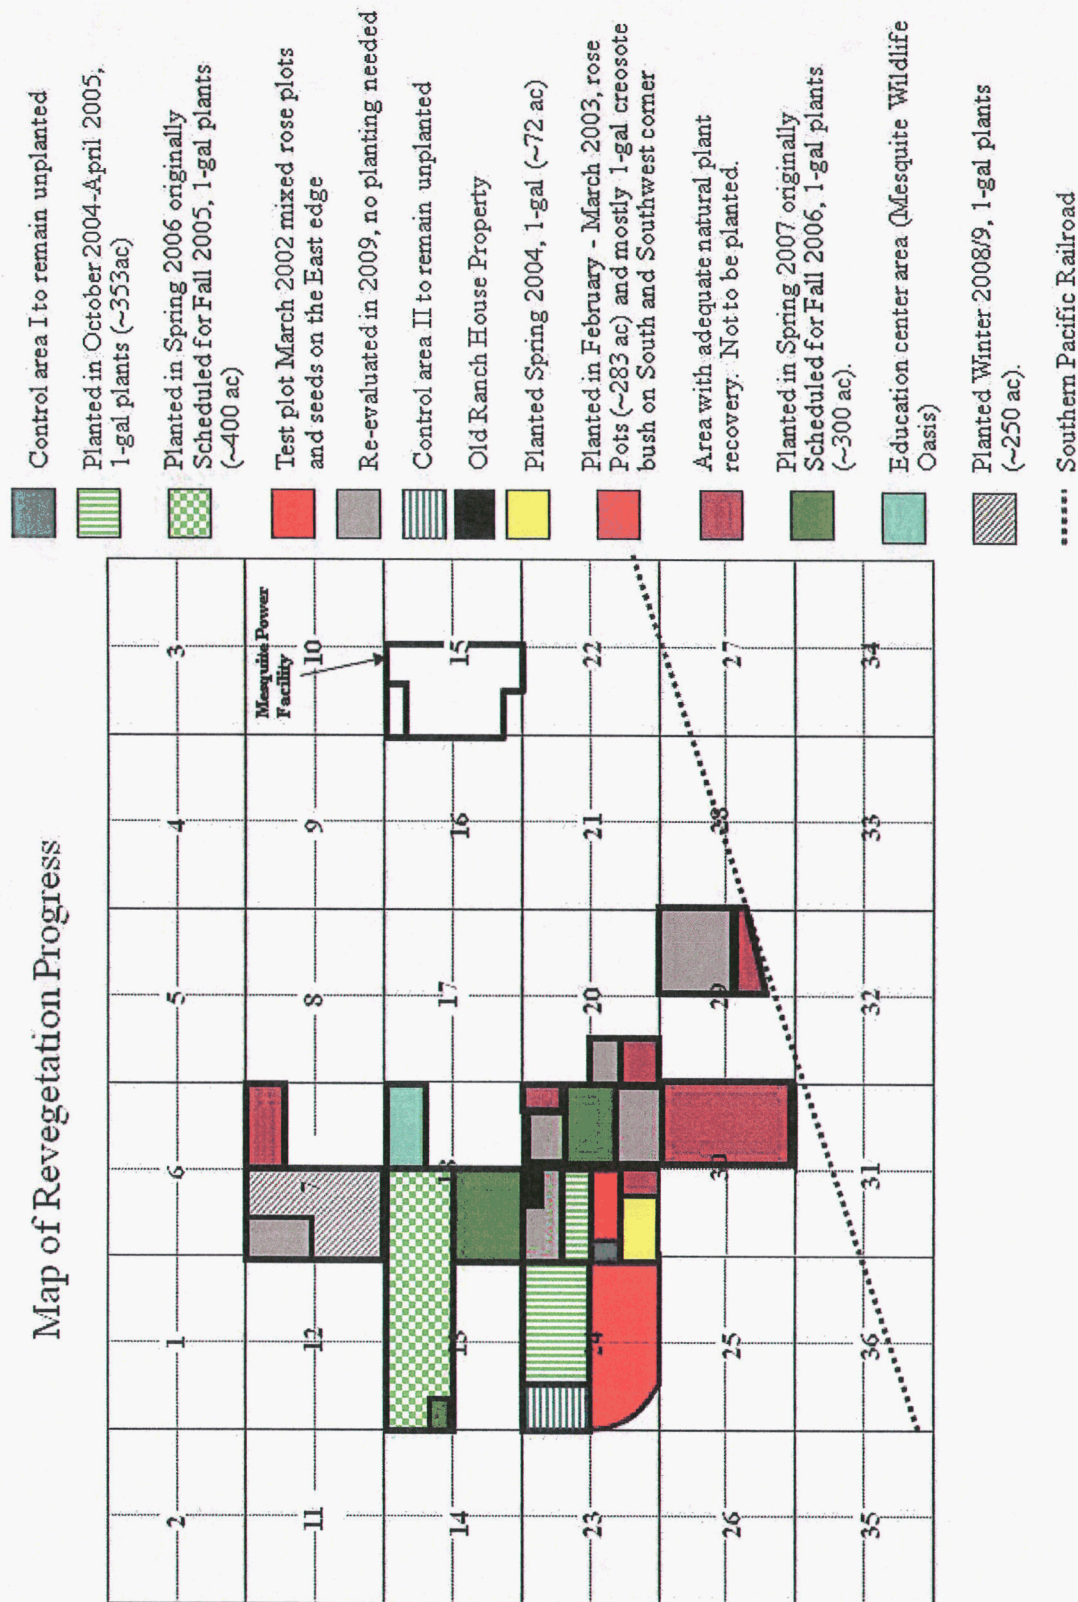 Map of Revegetation Progress
2
1
6
5
4
3
11
12
7
8
9
10
Mesquite Power
Facility
14
13
18
17
16
15
23
24
20
21
22
26
25
30
29
28
27
35
36
31
32
33
34
Control area I to remain unplanted
Planted in October 2004-April 2005,
1-gal plants (~353ac)
Planted in Spring 2006 originally
Scheduled for Fall 2005, 1-gal plants
(~400 ac)
Test plot March 2002 mixed rose plots
and seeds on the East edge
Re-evaluated in 2009, no planting needed
Control area II to remain unplanted
Old Ranch House Property
Planted Spring 2004, 1-gal (~72 ac)
Planted in February - March 2003, rose
Pots (~283 ac) and mostly 1-gal creosote
bush on South and Southwest corner
Area with adequate natural plant
recovery. Not to be planted.
Planted in Spring 2007 originally
Scheduled for Fall 2006, 1-gal plants
(~300 ac).
Education center area (Mesquite Wildlife
Oasis)
Planted Winter 2008/9, 1-gal plants
(~250 ac).
Southern Pacific Railroad